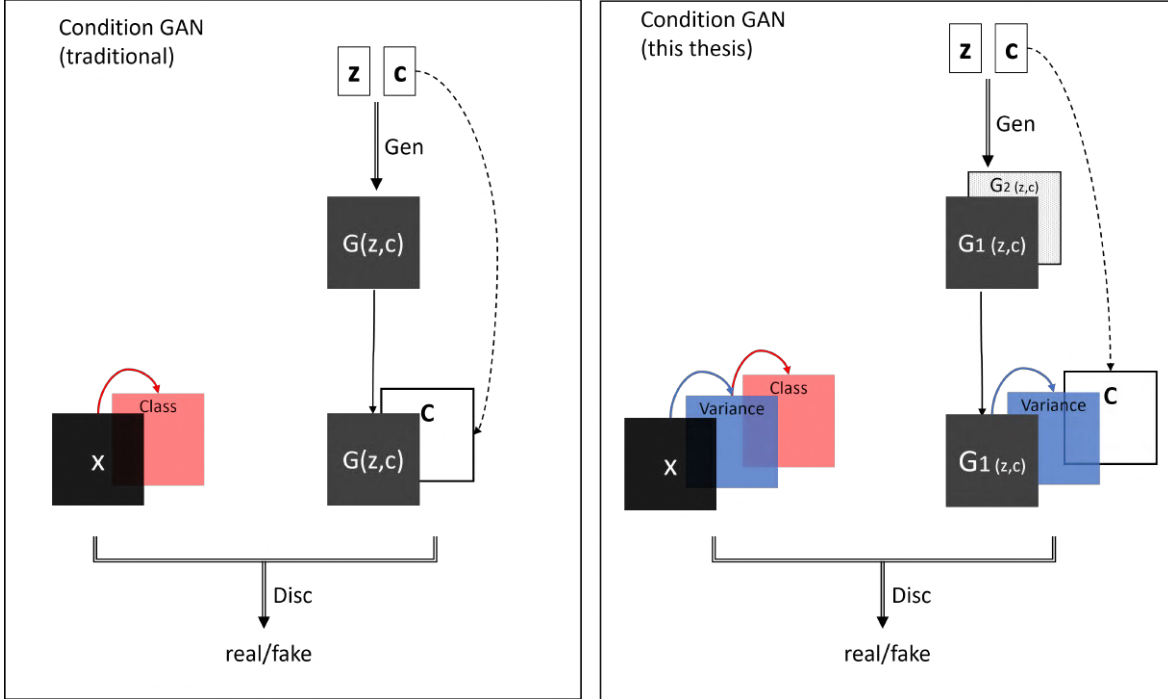 Condition GAN
(traditional)
z c
Gen
G(z,c)
Class
C
x
G(z,c)
Disc
real/fake
Condition GAN
(this thesis)
z c
Gen
G2 (z,c)
G1 (z,c)
Class
Variance
Variance
C
x
G1 (z,c)
Disc
real/fake